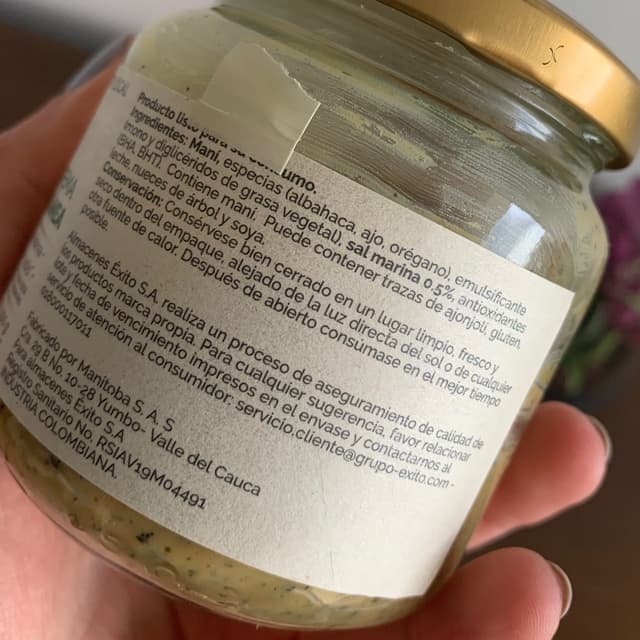 Producto listo para su consumo.
Ingredientes: Maní, especias (albahaca, ajo, orégano), emulsificante
(mono y diglicéridos de grasa vegetal), sal marina 0.5%, antioxidantes
(BHA, BHT). Contiene maní. Puede contener trazas de ajonjolí, gluten,
leche, nueces de árbol y soya.
Conservación: Consérvese bien cerrado en un lugar limpio, fresco y
seco dentro del empaque, alejado de la luz directa del sol o de cualquier
otra fuente de calor. Después de abierto consúmase en el mejor tiempo
posible.
Almacenes Éxito S.A, realiza un proceso de aseguramiento de calidad de
los productos marca propia. Para cualquier sugerencia, favor relacionar
lote y fecha de vencimiento impresos en el envase y contactarnos al
servicio de atención al consumidor: servicio.cliente@grupo-exito.com -
Fabricado por Manitoba S. A. S
No. 10-28 Yumbo- Valle del Cauca
Para Almacenes Éxito S.A
Registro Sanitario No. RSIAV19M04491
INDUSTRIA COLOMBIANA.